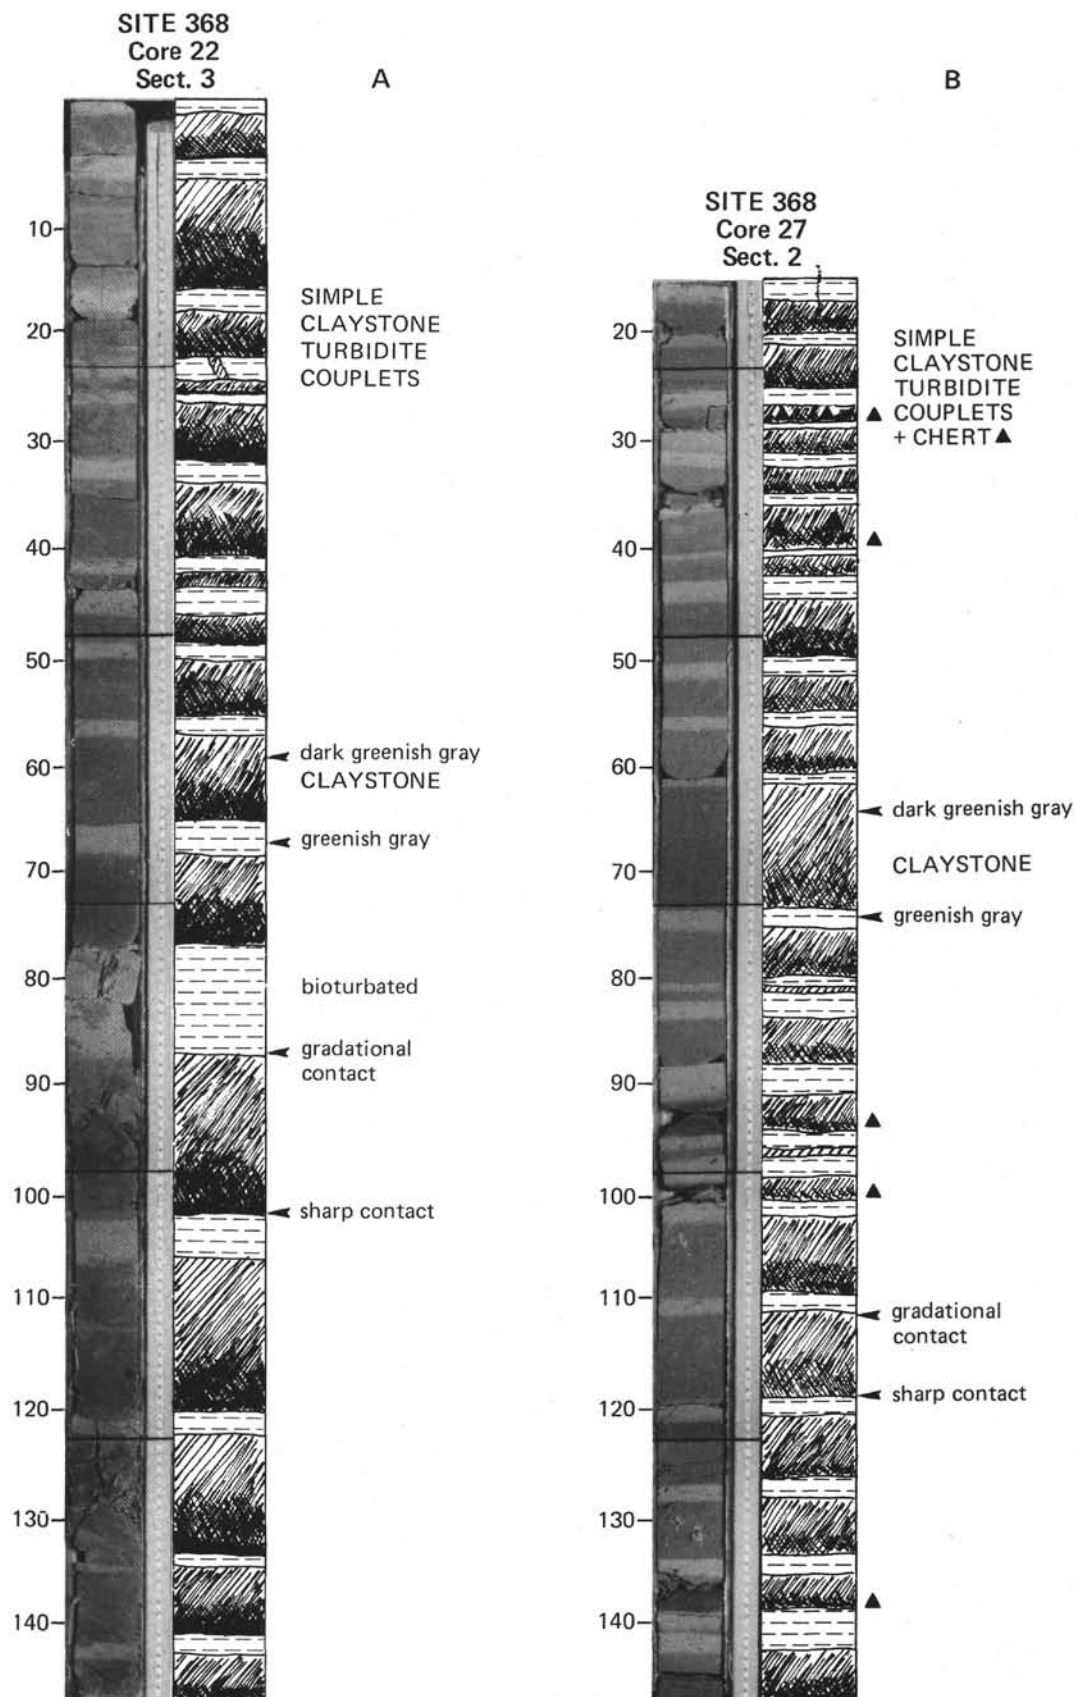 SITE 368
Core 22
Sect. 3
A
10
20
30
40
50
60
70
80
90
100
110
120
130
140
SIMPLE
CLAYSTONE
TURBIDITE
COUPLETS
dark greenish gray
CLAYSTONE
greenish gray
bioturbated
gradational
contact
sharp contact
B
SITE 368
Core 27
Sect. 2
20
30
40
50
60
70
80
90
100
110
120
130
140
SIMPLE
CLAYSTONE
TURBIDITE
COUPLETS
+ CHERT ▲
dark greenish gray
CLAYSTONE
greenish gray
gradational
contact
sharp contact